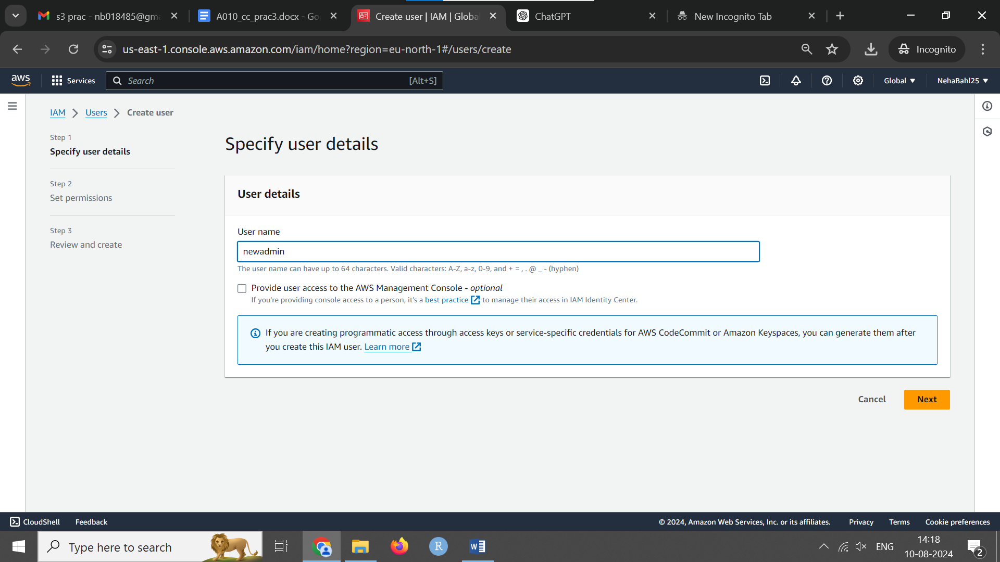 s3 prac - nb018485@gma
A010_cc_prac3.docx - Go
Create user | IAM | Global
ChatGPT
New Incognito Tab
us-east-1.console.aws.amazon.com/iam/home?region=eu-north-1#/users/create
Incognito
aws
Services
Search
[Alt+S]
Global
NehaBahl25
IAM
Users
Create user
Step 1
Specify user details
Step 2
Set permissions
Step 3
Review and create
Specify user details
User details
User name
newadmin
The user name can have up to 64 characters. Valid characters: A-Z, a-z, 0-9, and + = , . @ _ - (hyphen)
Provide user access to the AWS Management Console - optional
If you're providing console access to a person, it's a best practice to manage their access in IAM Identity Center.
If you are creating programmatic access through access keys or service-specific credentials for AWS CodeCommit or Amazon Keyspaces, you can generate them after
you create this IAM user. Learn more
Cancel
Next
CloudShell
Feedback
© 2024, Amazon Web Services, Inc. or its affiliates.
Privacy
Terms
Cookie preferences
Type here to search
R
W
ENG
14:18
10-08-2024
2